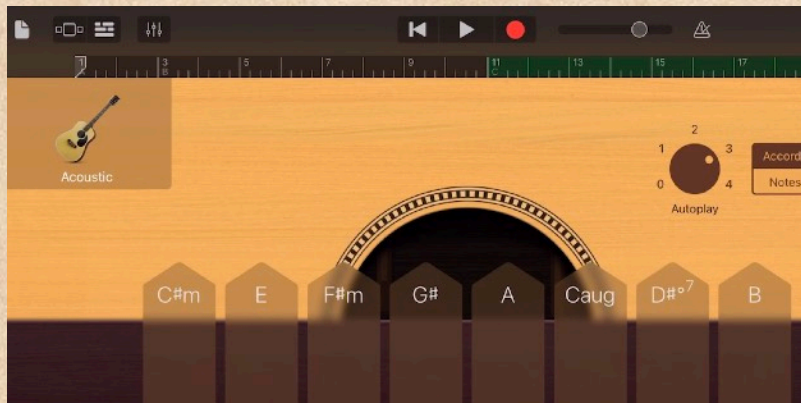 1 3 5 7 9 11 13 15 17
A B C
Acoustic
2
1 3
0 4
Autoplay
Accord
Notes
C#m E F#m G# A Caug D#°7 B